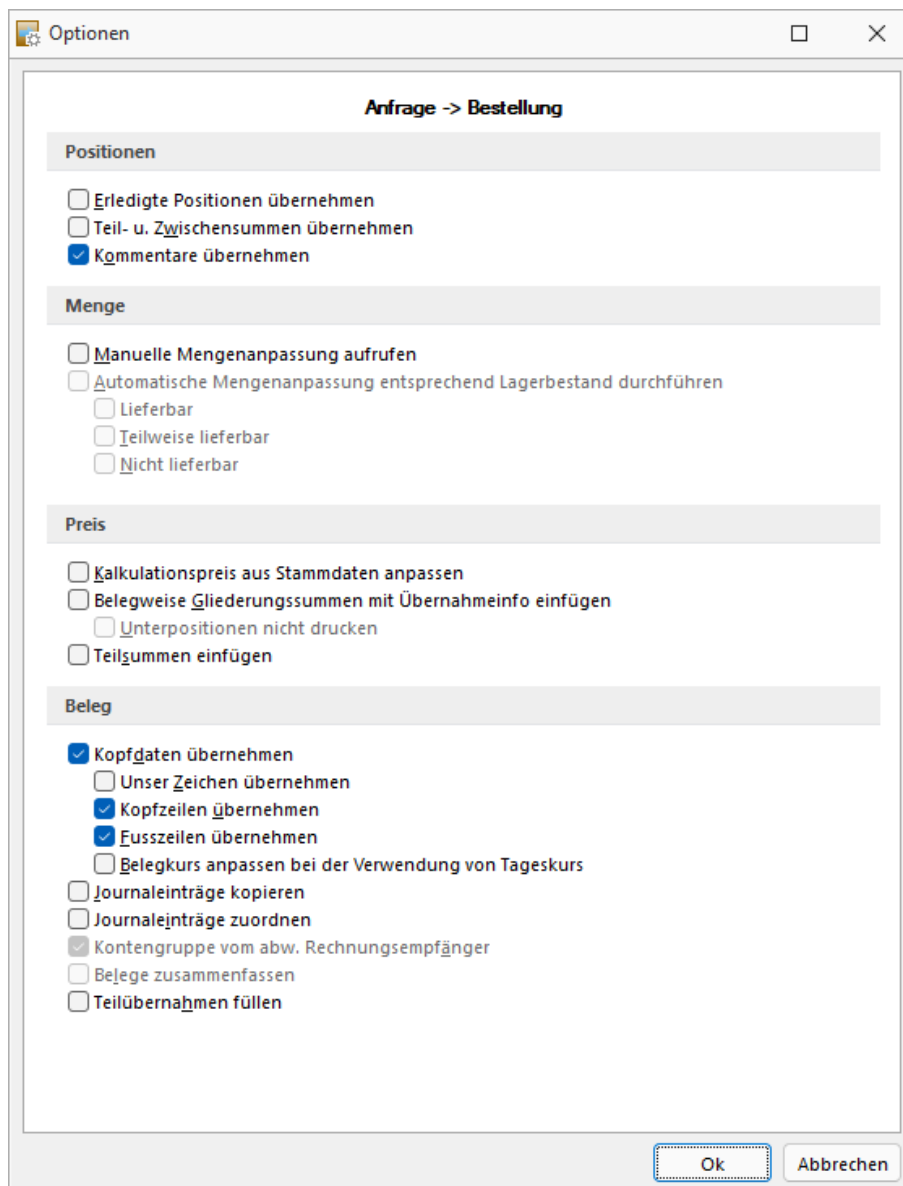 Optionen
Anfrage -> Bestellung
Positionen
Erledigte Positionen übernehmen
Teil- u. Zwischensummen übernehmen
Kommentare übernehmen
Menge
Manuelle Mengenanpassung aufrufen
Automatische Mengenanpassung entsprechend Lagerbestand durchführen
Lieferbar
Teilweise lieferbar
Nicht lieferbar
Preis
Kalkulationspreis aus Stammdaten anpassen
Belegweise Gliederungssummen mit Übernahmeinfo einfügen
Unterpositionen nicht drucken
Teilsummen einfügen
Beleg
Kopfdaten übernehmen
Unser Zeichen übernehmen
Kopfzeilen übernehmen
Fusszeilen übernehmen
Belegkurs anpassen bei der Verwendung von Tageskurs
Journaleinträge kopieren
Journaleinträge zuordnen
Kontengruppe vom abw. Rechnungsempfänger
Belege zusammenfassen
Teilübernahmen füllen
Ok
Abbrechen